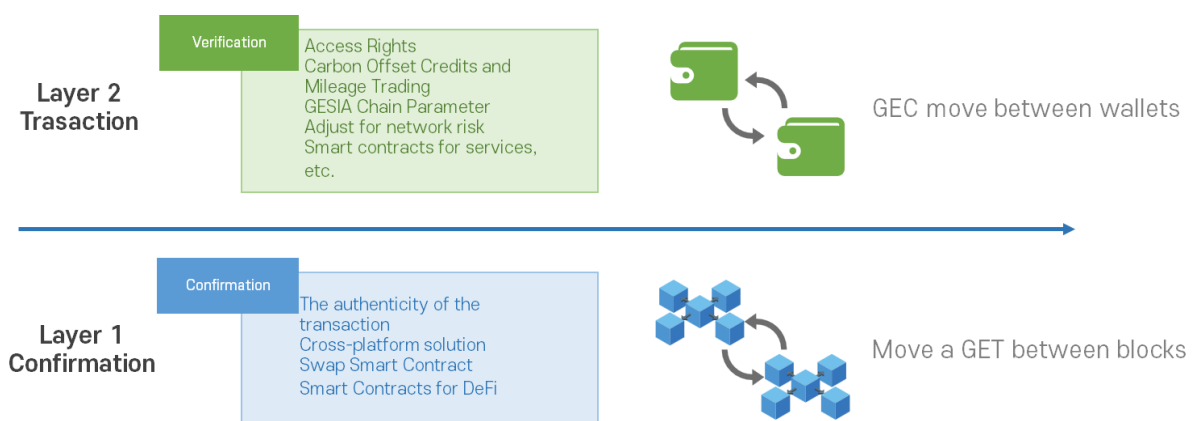 Verification
Access Rights
Carbon Offset Credits and
Mileage Trading
GESIA Chain Parameter
Adjust for network risk
Smart contracts for services,
etc.
Layer 2
Trasaction
GEC move between wallets
Confirmation
The authenticity of the
transaction
Cross-platform solution
Swap Smart Contract
Smart Contracts for DeFi
Layer 1
Confirmation
Move a GET between blocks